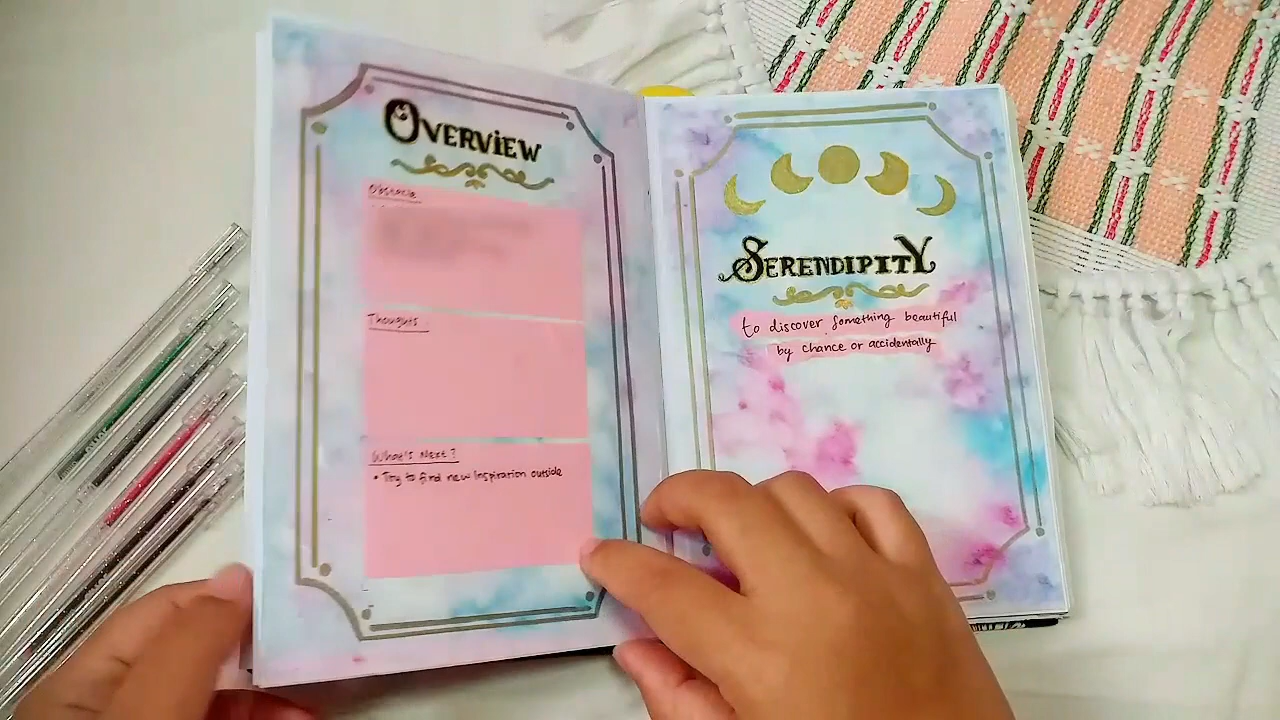 OVERVIEW
Obstacle
Thoughts
What's Next?
• Try to find new Inspiration outside
SERENDIPITY
to discover something beautiful
by chance or accidentally